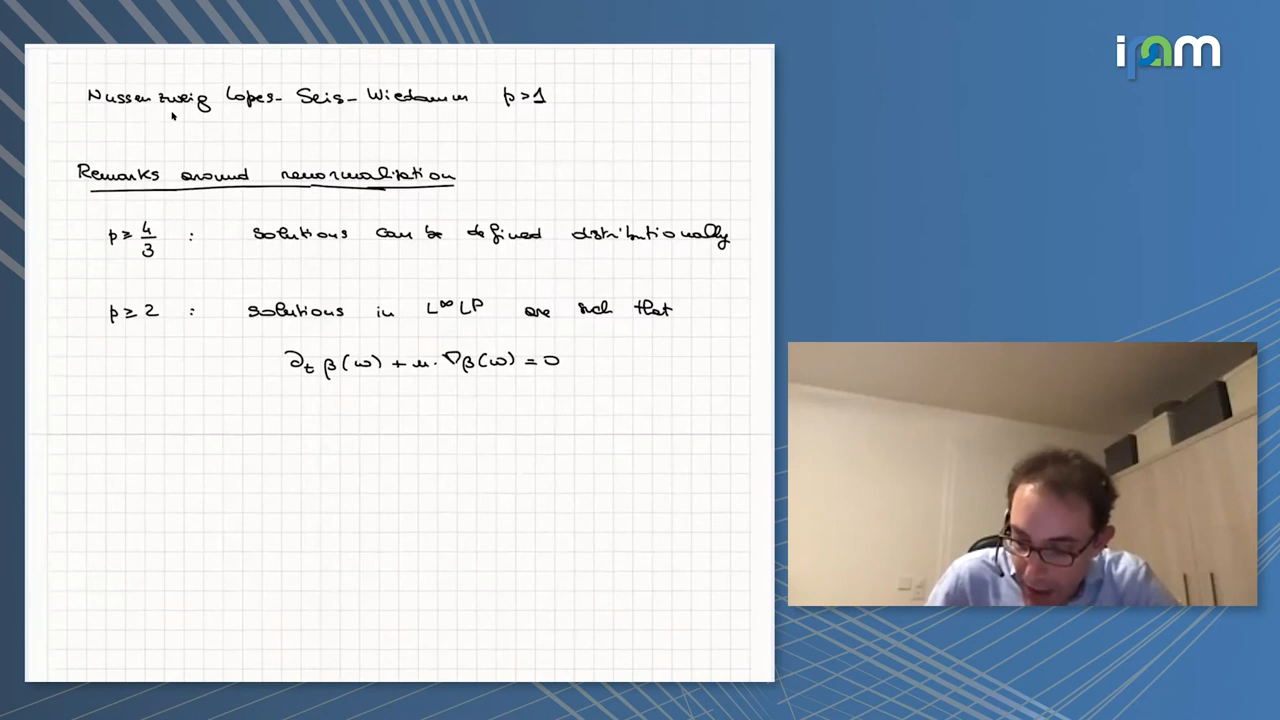 ipam
Nussenzweig Lopes - Seis - Wiedemann p > 1
Remarks around renormalization
p ≥ 4/3 : solutions can be defined distributionally
p ≥ 2 : solutions in L^∞ L^p are such that
∂_t β(ω) + u · ∇β(ω) = 0